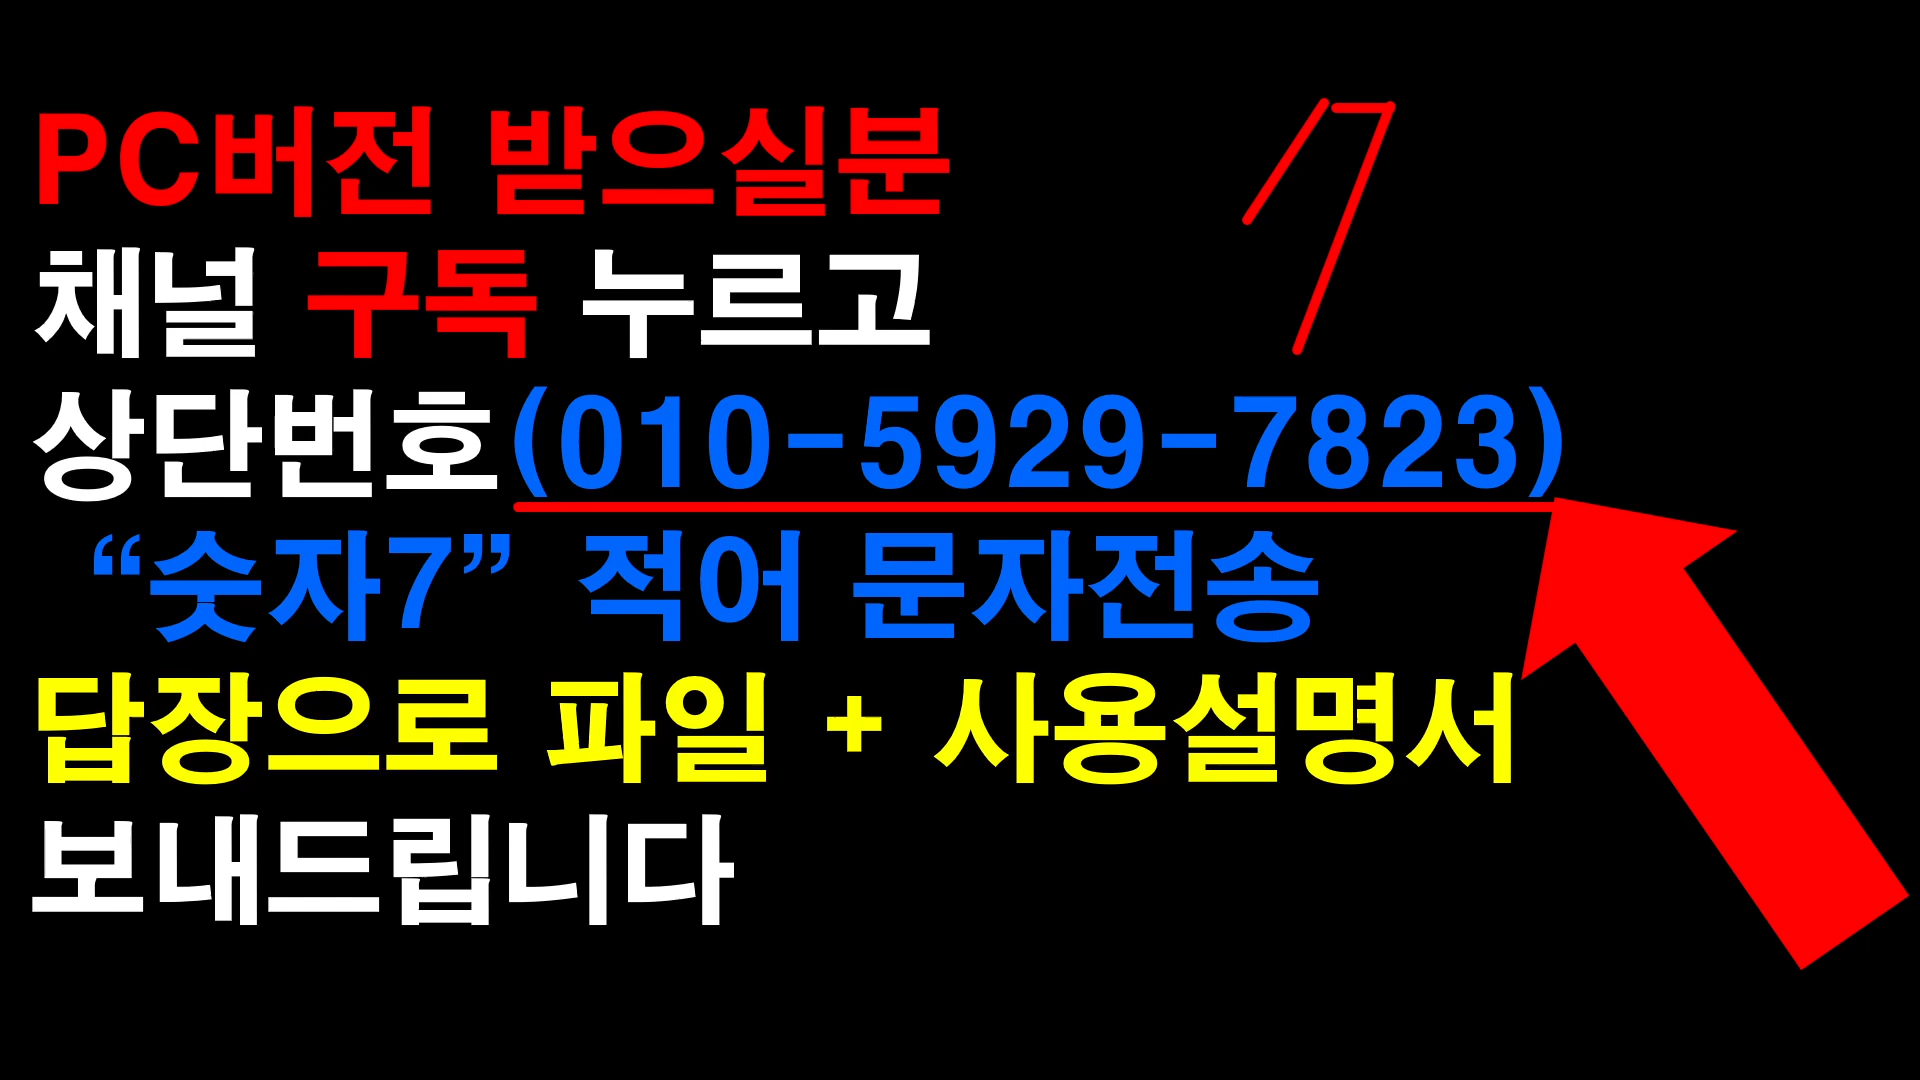 PC버전 받으실분
채널 구독 누르고
상단번호(010-5929-7823)
“숫자7” 적어 문자전송
답장으로 파일 + 사용설명서
보내드립니다
7